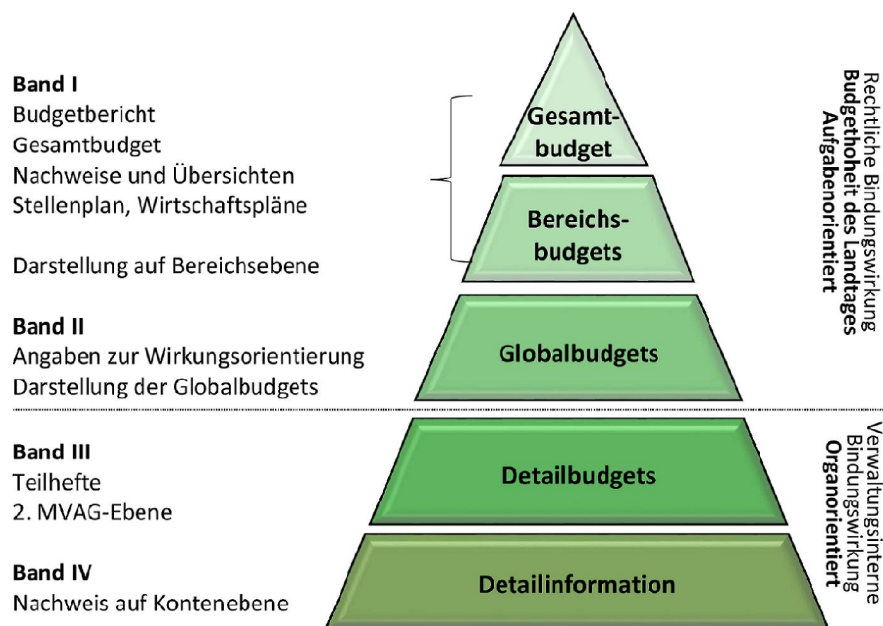 Band I
Budgetbericht
Gesamtbudget
Nachweise und Übersichten
Stellenplan, Wirtschaftspläne
Darstellung auf Bereichsebene
Band II
Angaben zur Wirkungsorientierung
Darstellung der Globalbudgets
Band III
Teilhefte
2. MVAG-Ebene
Band IV
Nachweis auf Kontenebene
Gesamt-
budget
Bereichs-
budgets
Globalbudgets
Detailbudgets
Detailinformation
Rechtliche Bindungswirkung
Budgethoheit des Landtages
Aufgabenorientiert
Verwaltungsinterne
Bindungswirkung
Organorientiert